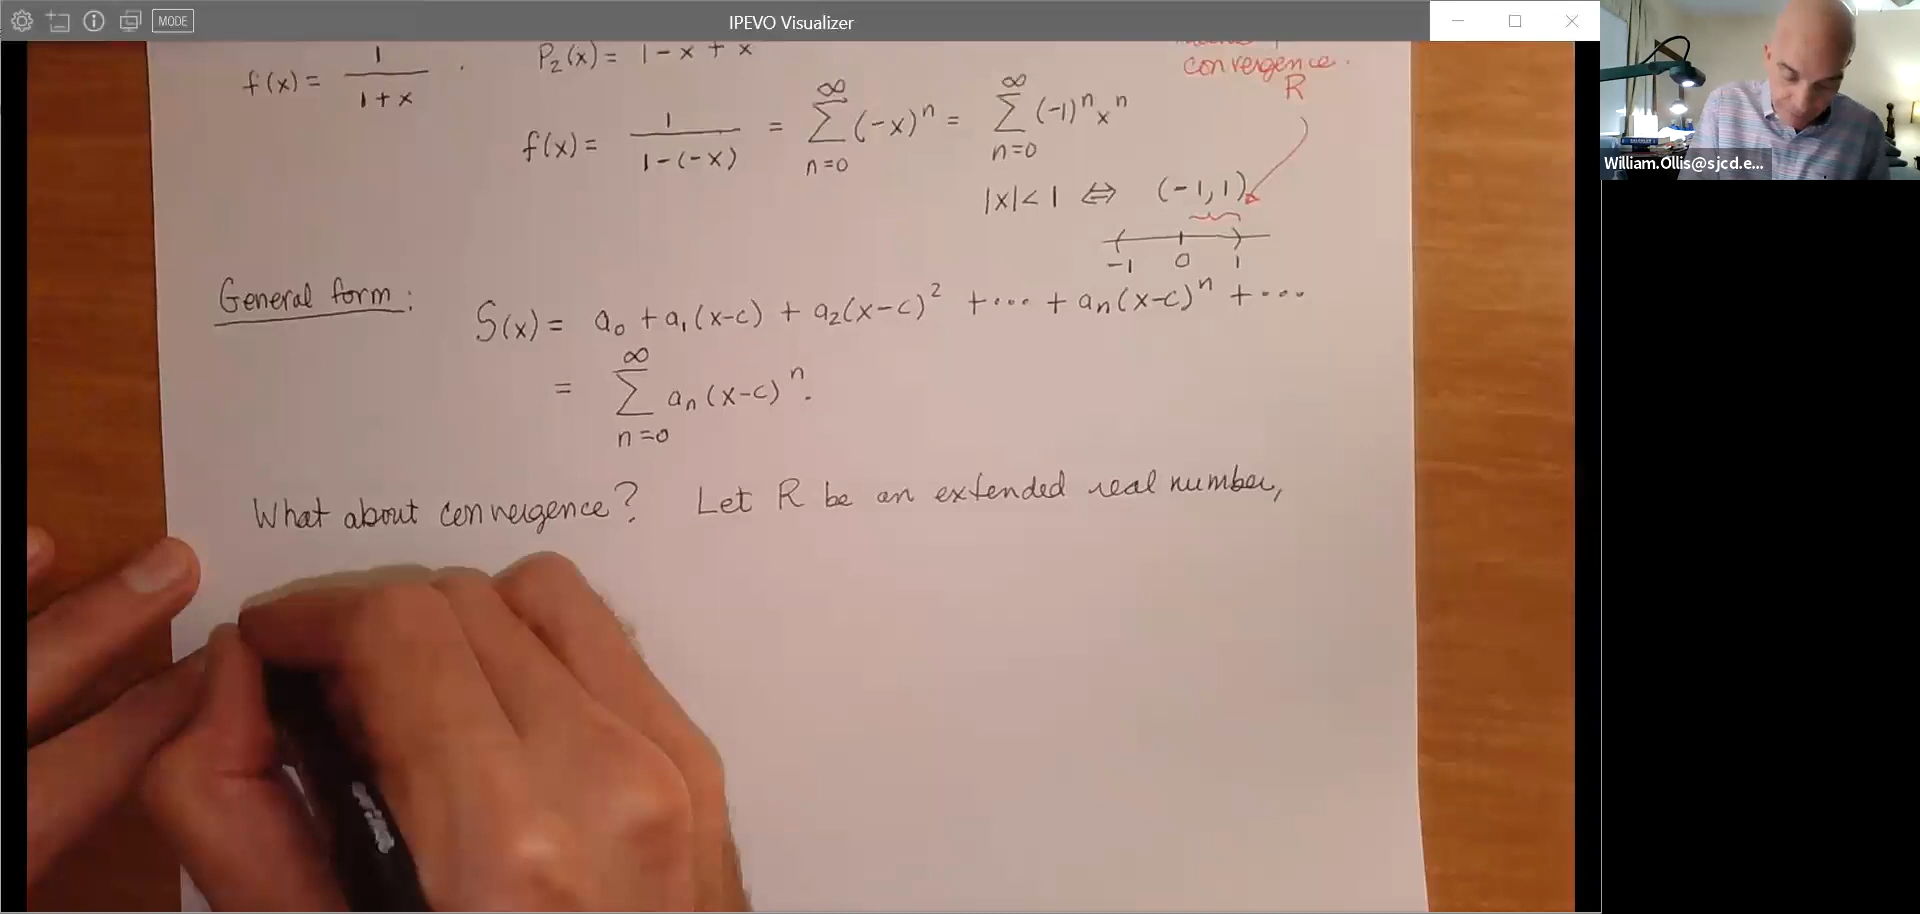 MODE
IPEVO Visualizer
f(x) = 1/(1+x) . P₂(x) = 1 - x + x
convergence.
R
f(x) = 1/(1-(-x)) = ∑_{n=0}^{∞} (-x)ⁿ = ∑_{n=0}^{∞} (-1)ⁿ xⁿ
|x| < 1 ⇔ (-1, 1)
-1 0 1
General form: S(x) = a₀ + a₁(x-c) + a₂(x-c)² + ··· + aₙ(x-c)ⁿ + ···
= ∑_{n=0}^{∞} aₙ(x-c)ⁿ.
What about convergence? Let R be an extended real number,
William.Ollis@sjcd.e...